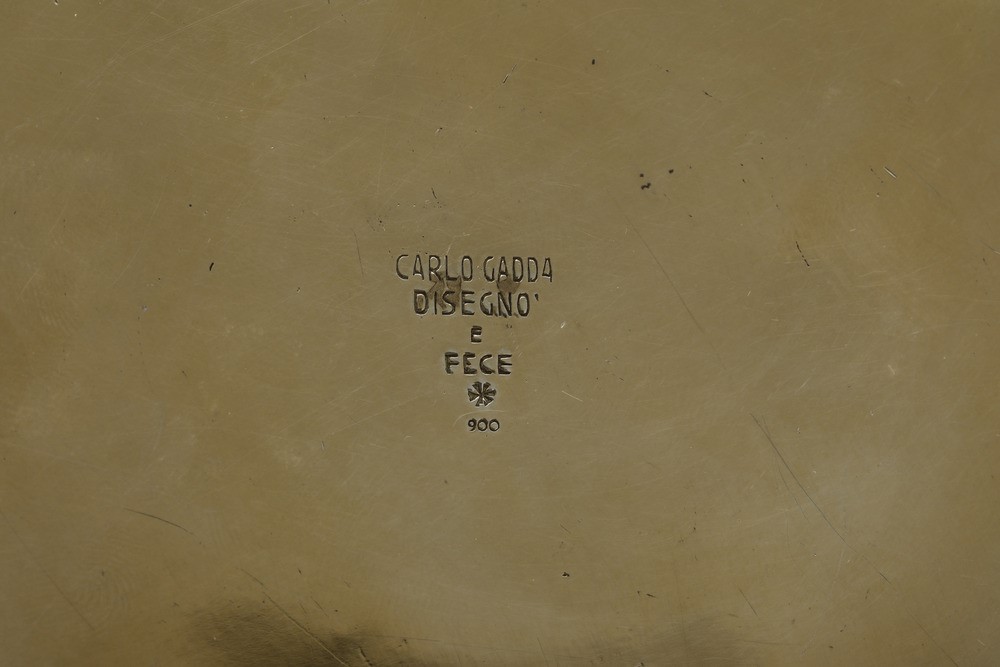 CARLO GADDA
DISEGNO'
E
FECE
900